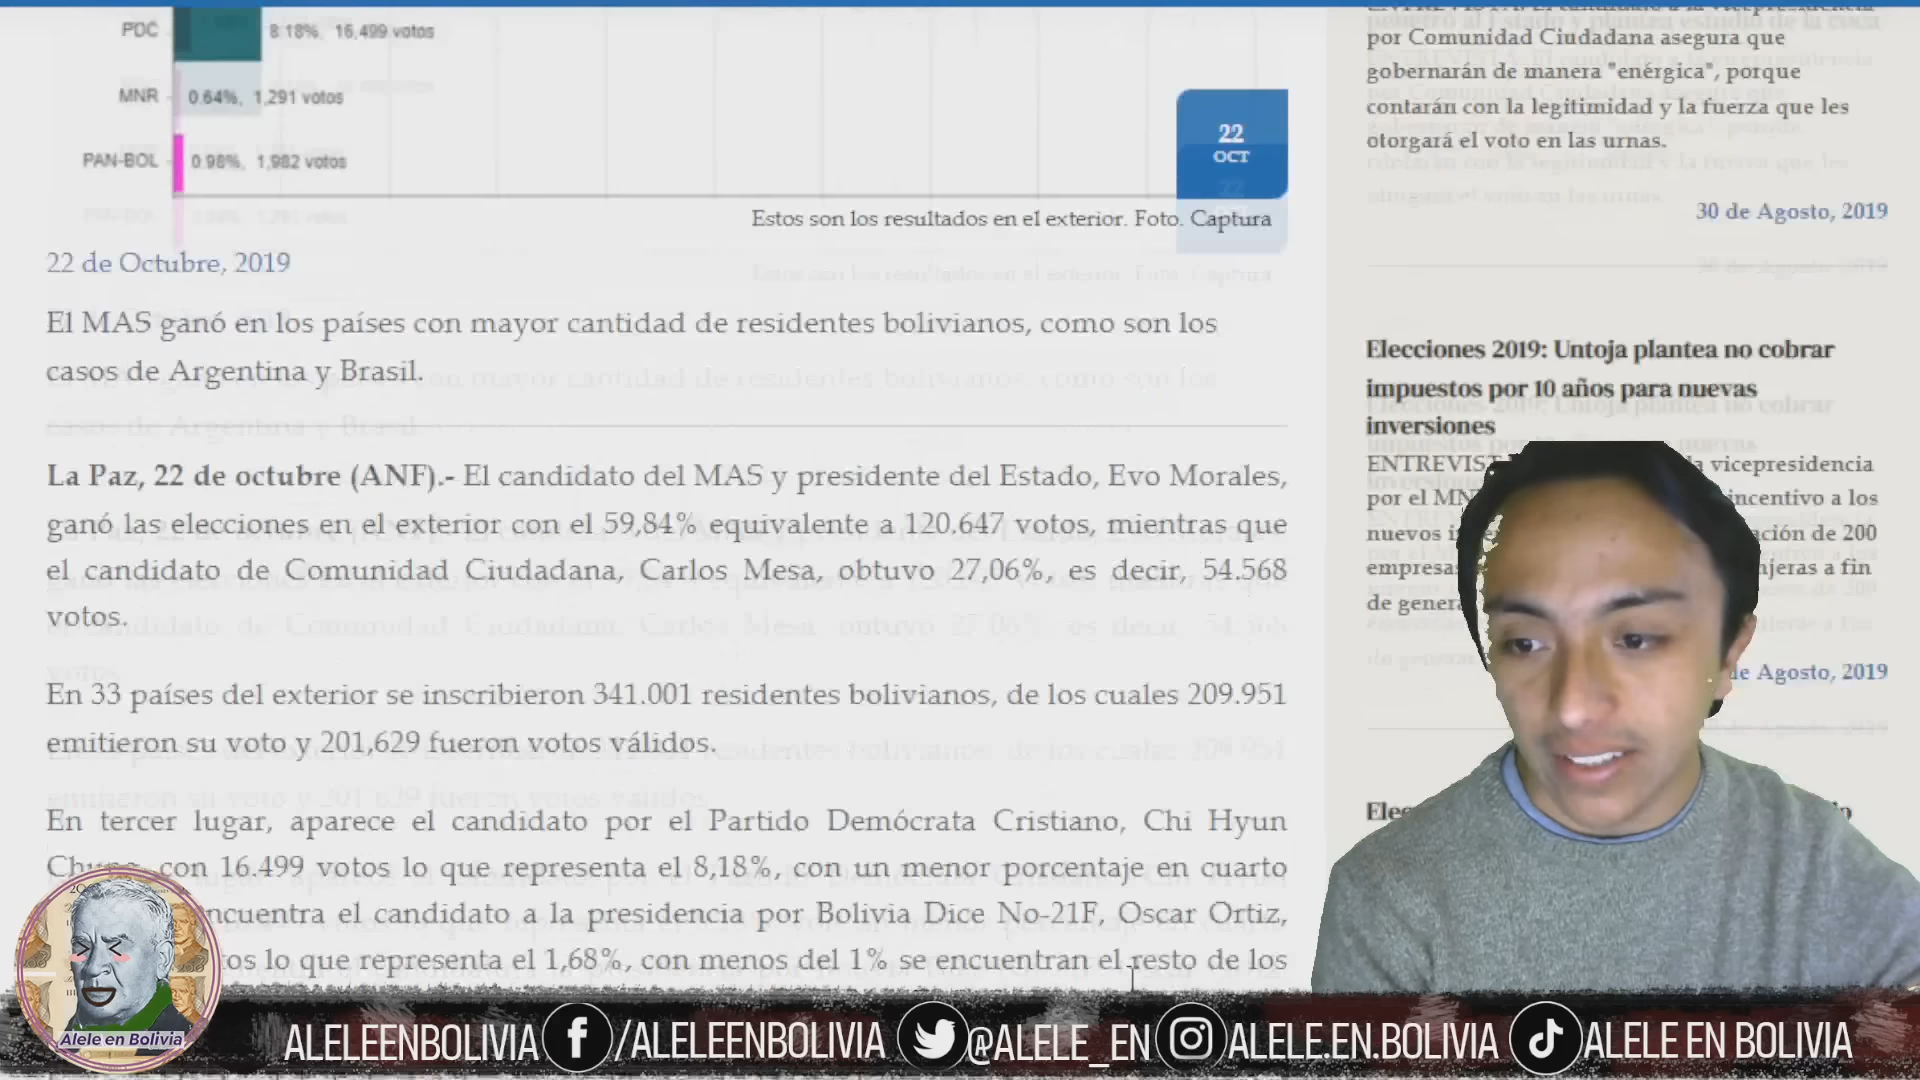 PDC 8.18%, 16,499 votos
MNR 0.64%, 1,291 votos
PAN-BOL 0.98%, 1,982 votos
22
OCT
Estos son los resultados en el exterior. Foto. Captura
22 de Octubre, 2019
El MAS ganó en los países con mayor cantidad de residentes bolivianos, como son los
casos de Argentina y Brasil.
La Paz, 22 de octubre (ANF).- El candidato del MAS y presidente del Estado, Evo Morales,
ganó las elecciones en el exterior con el 59,84% equivalente a 120.647 votos, mientras que
el candidato de Comunidad Ciudadana, Carlos Mesa, obtuvo 27,06%, es decir, 54.568
votos.
En 33 países del exterior se inscribieron 341.001 residentes bolivianos, de los cuales 209.951
emitieron su voto y 201,629 fueron votos válidos.
En tercer lugar, aparece el candidato por el Partido Demócrata Cristiano, Chi Hyun
con 16.499 votos lo que representa el 8,18%, con un menor porcentaje en cuarto
ncuentra el candidato a la presidencia por Bolivia Dice No-21F, Oscar Ortiz,
tos lo que representa el 1,68%, con menos del 1% se encuentran el resto de los
ENTREVISTA. El candidato a la vicepresidencia
por Comunidad Ciudadana asegura que
gobernarán de manera "enérgica", porque
contarán con la legitimidad y la fuerza que les
otorgará el voto en las urnas.
30 de Agosto, 2019
Elecciones 2019: Untoja plantea no cobrar
impuestos por 10 años para nuevas
inversiones
ENTREVIST la vicepresidencia
por el MN incentivo a los
nuevos i ación de 200
empresas njeras a fin
de genera
de Agosto, 2019
Elec
Alele en Bolivia
ALELEENBOLIVIA f /ALELEENBOLIVIA @ALELE_EN ALELE.EN.BOLIVIA ALELE EN BOLIVIA